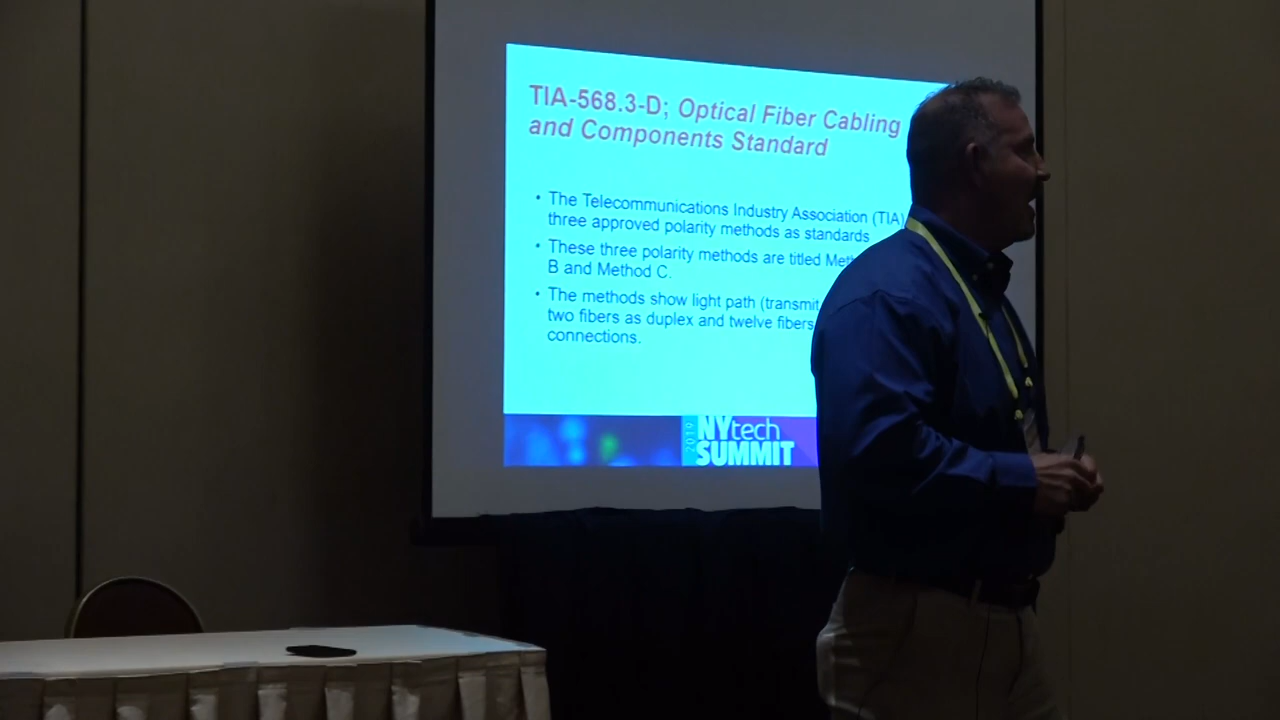 TIA-568.3-D; Optical Fiber Cabling
and Components Standard
• The Telecommunications Industry Association (TIA)
three approved polarity methods as standards
• These three polarity methods are titled
B and Method C.
• The methods show light path (transmit
two fibers as duplex and twelve fibers
connections.
2019
NYtech
SUMMIT